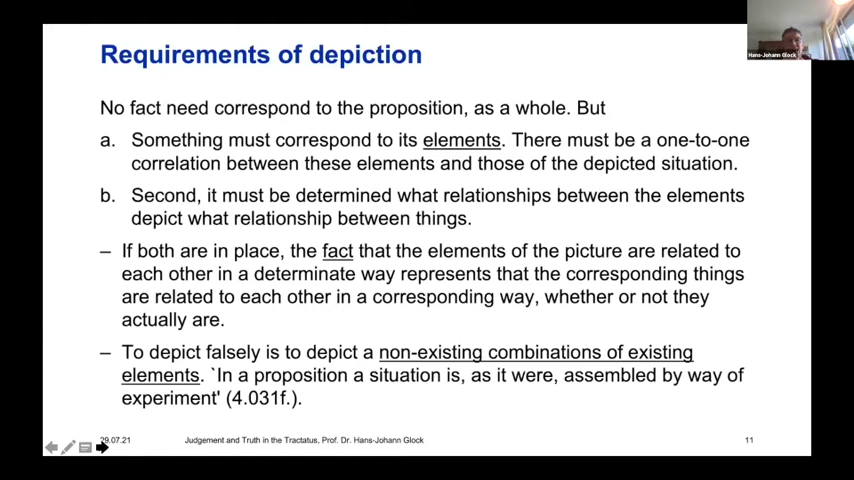 Requirements of depiction
Hans-Johann Glock
No fact need correspond to the proposition, as a whole. But
a. Something must correspond to its elements. There must be a one-to-one
correlation between these elements and those of the depicted situation.
b. Second, it must be determined what relationships between the elements
depict what relationship between things.
– If both are in place, the fact that the elements of the picture are related to
each other in a determinate way represents that the corresponding things
are related to each other in a corresponding way, whether or not they
actually are.
– To depict falsely is to depict a non-existing combinations of existing
elements. `In a proposition a situation is, as it were, assembled by way of
experiment' (4.031f.).
29.07.21 Judgement and Truth in the Tractatus, Prof. Dr. Hans-Johann Glock 11